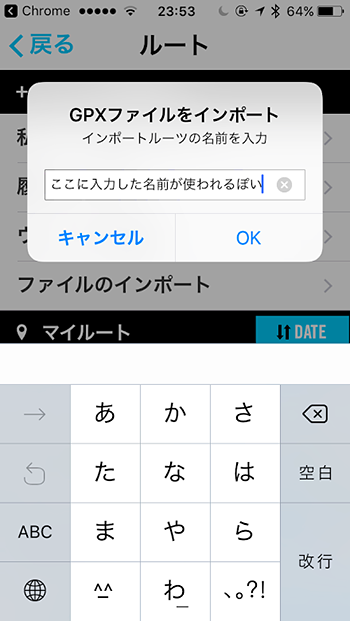 Chrome 23:53 64%
戻る ルート
+
GPXファイルをインポート
インポートルーツの名前を入力
ここに入力した名前が使われるぽい
キャンセル OK
ファイルのインポート
マイルート DATE
→ あ か さ
た な は 空白
ABC ま や ら
改行
^^ わ 、。?!